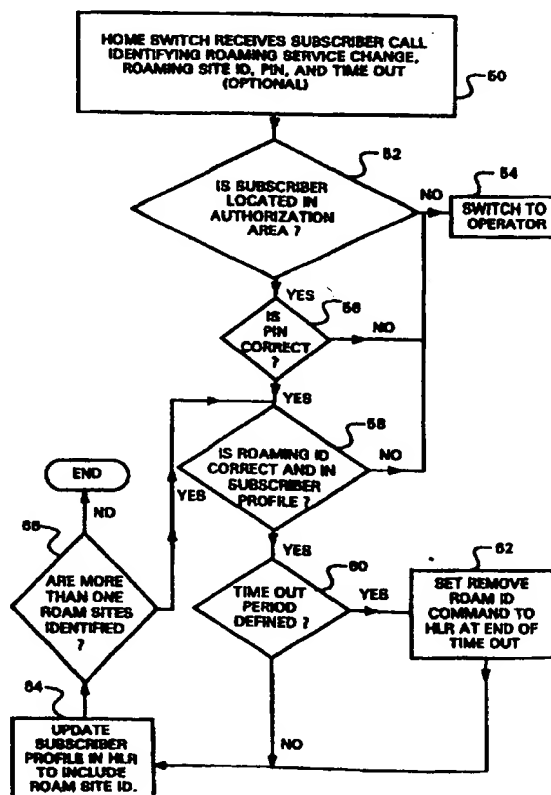 HOME SWITCH RECEIVES SUBSCRIBER CALL
IDENTIFYING ROAMING SERVICE CHANGE,
ROAMING SITE ID, PIN, AND TIME OUT
(OPTIONAL)
50
52
IS SUBSCRIBER
LOCATED IN
AUTHORIZATION
AREA ?
NO
54
SWITCH TO
OPERATOR
YES
56
IS
PIN
CORRECT
?
NO
YES
58
IS ROAMING ID
CORRECT AND IN
SUBSCRIBER
PROFILE ?
NO
YES
END
NO
66
ARE MORE
THAN ONE
ROAM SITES
IDENTIFIED
?
YES
60
TIME OUT
PERIOD
DEFINED ?
YES
62
SET REMOVE
ROAM ID
COMMAND TO
HLR AT END OF
TIME OUT
NO
64
UPDATE
SUBSCRIBER
PROFILE IN HLR
TO INCLUDE
ROAM SITE ID.